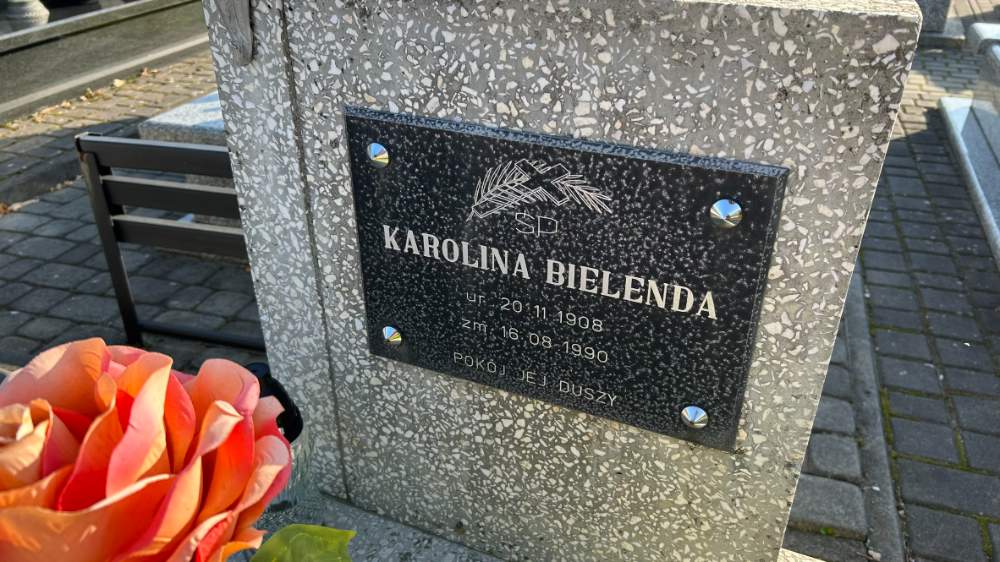 ŚP
KAROLINA BIELENDA
ur. 20.11.1908
zm. 16.08.1990
POKÓJ JEJ DUSZY